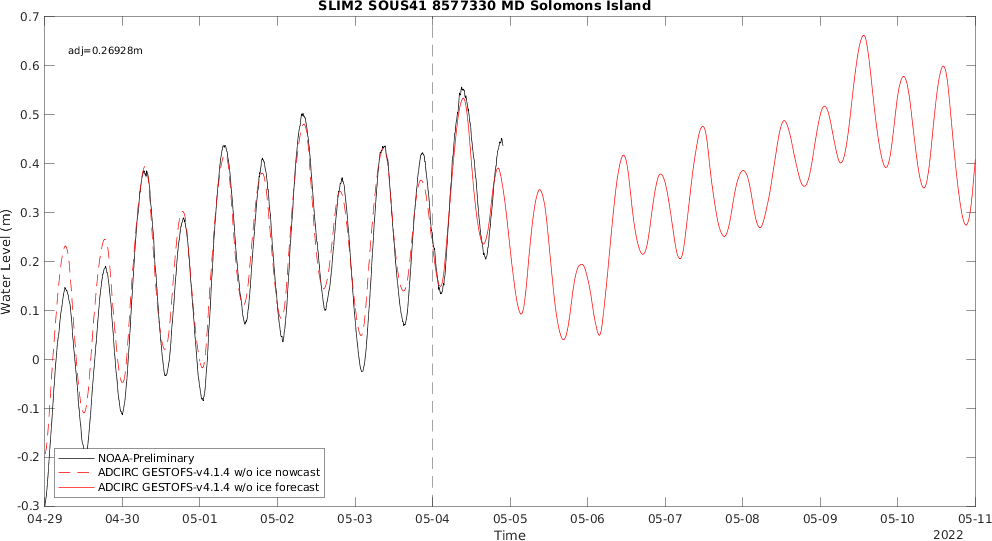 SLIM2 SOUS41 8577330 MD Solomons Island
adj=0.26928m
Water Level (m)
0.7
0.6
0.5
0.4
0.3
0.2
0.1
0
-0.1
-0.2
-0.3
NOAA-Preliminary
ADCIRC GESTOFS-v4.1.4 w/o ice nowcast
ADCIRC GESTOFS-v4.1.4 w/o ice forecast
04-29 04-30 05-01 05-02 05-03 05-04 05-05 05-06 05-07 05-08 05-09 05-10 05-11
Time
2022